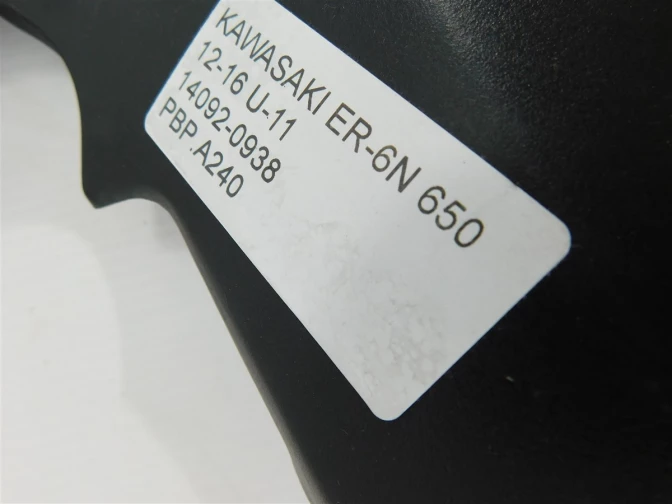 KAWASAKI ER-6N 650
12-16 U-11
14092-0938
PBP .A240